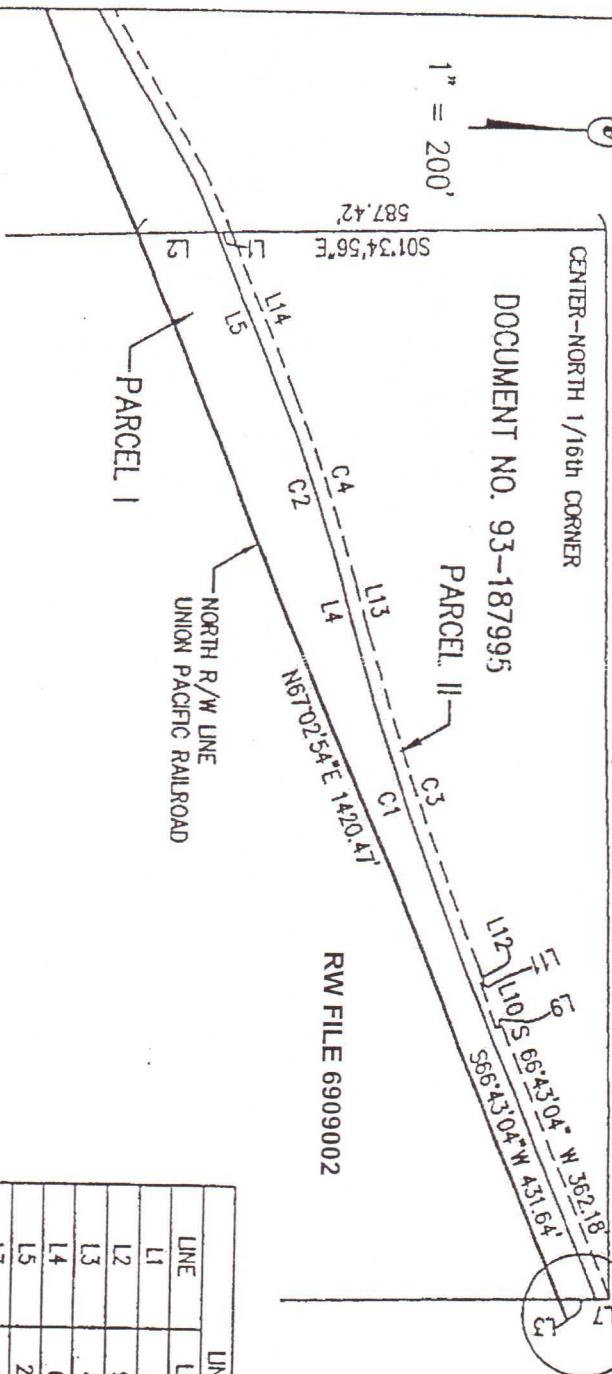 1" = 200'
CENTER-NORTH 1/16th CORNER
DOCUMENT NO. 93-187995
PARCEL II
587.42'
S01°34'56"E
L1
L2
L14
L5
C4
C2
L13
L4
C3
C1
L12
L11
L10
L9
S 66°43'04" W 362.18'
S66°43'04"W 431.64'
L7
L3
PARCEL I
N67°02'54"E 1420.47'
NORTH R/W LINE
UNION PACIFIC RAILROAD
RW FILE 6909002
LINE
L1
L2
L3
L4
L5
L7